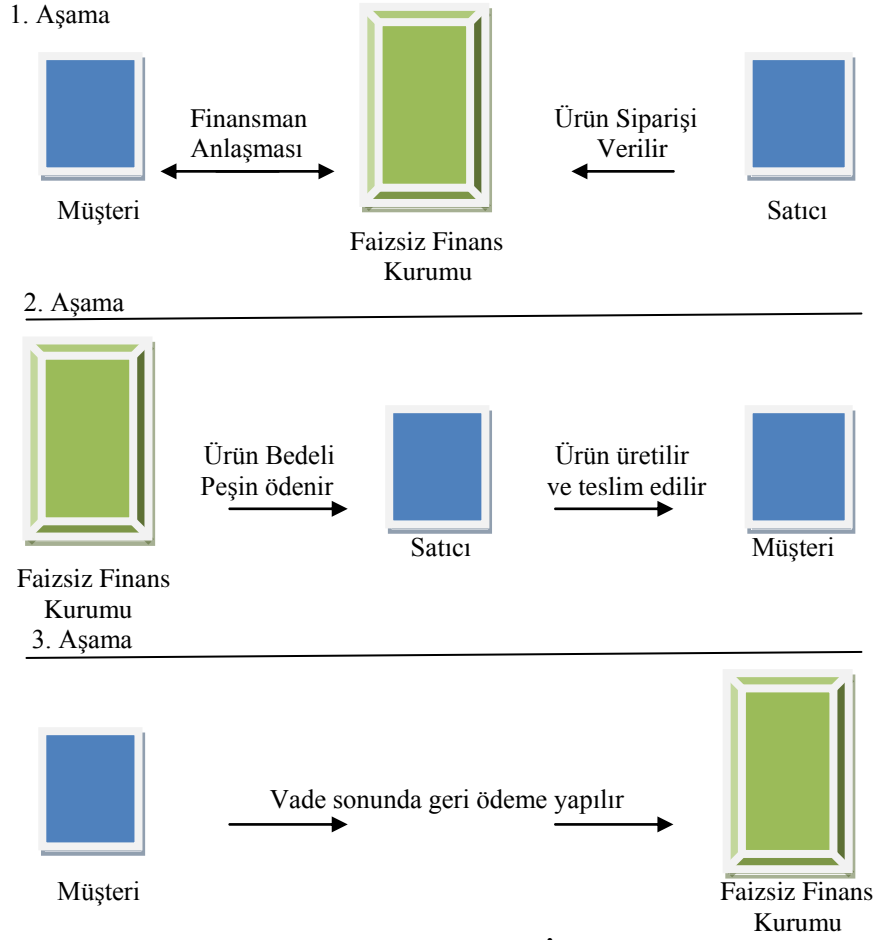 1. Aşama
Finansman
Anlaşması
Ürün Siparişi
Verilir
Müşteri
Satıcı
Faizsiz Finans
Kurumu
2. Aşama
Ürün Bedeli
Peşin ödenir
Ürün üretilir
ve teslim edilir
Satıcı
Müşteri
Faizsiz Finans
Kurumu
3. Aşama
Vade sonunda geri ödeme yapılır
Müşteri
Faizsiz Finans
Kurumu